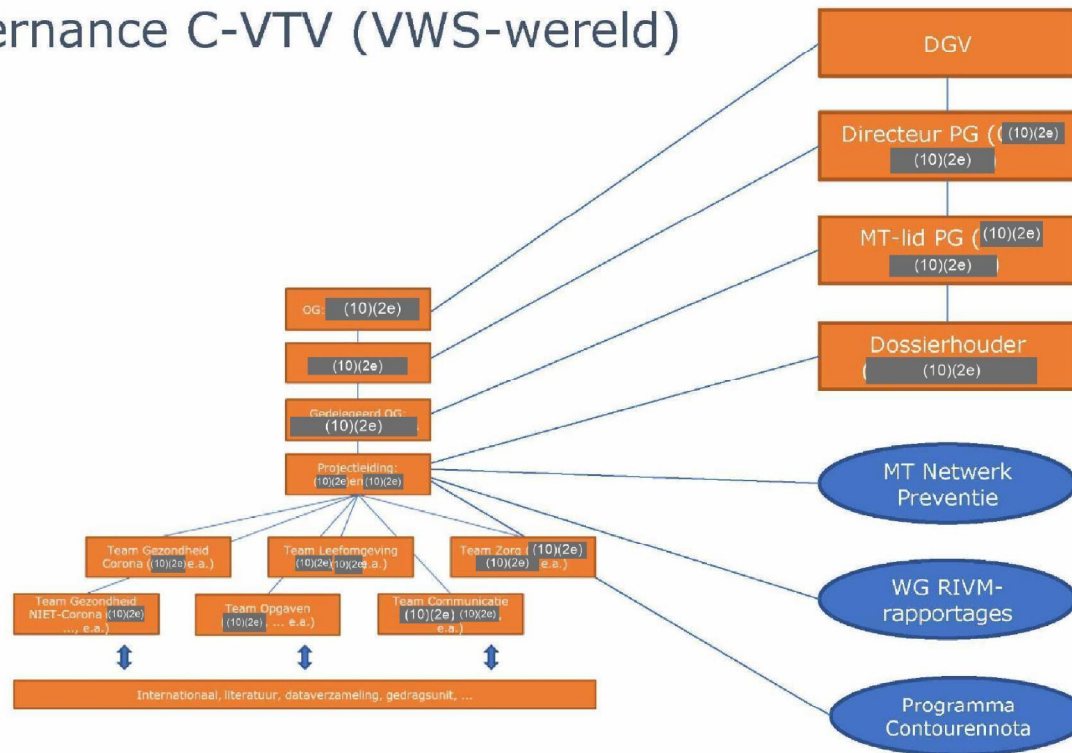 ernance C-VTV (VWS-wereld)
DGV
Directeur PG ( (10)(2e)
(10)(2e) )
MT-lid PG ( (10)(2e)
(10)(2e) )
Dossierhouder
( (10)(2e)
OG: (10)(2e)
(10)(2e)
Gedelegeerd OG:
(10)(2e)
Projectleiding:
(10)(2e) en (10)(2e)
MT Netwerk
Preventie
WG RIVM-
rapportages
Programma
Contourennota
Team Gezondheid
Corona ( (10)(2e) e.a.)
Team Leefomgeving
(10)(2e) (10)(2e) e.a.)
Team Zorg ( (10)(2e)
(10)(2e) e.a.)
Team Gezondheid
NIET-Corona (10)(2e)
..., e.a.)
Team Opgaven
( (10)(2e) , ... e.a.)
Team Communicatie
(10)(2e) (10)(2e),
e.a.)
Internationaal, literatuur, dataverzameling, gedragsunit, ...